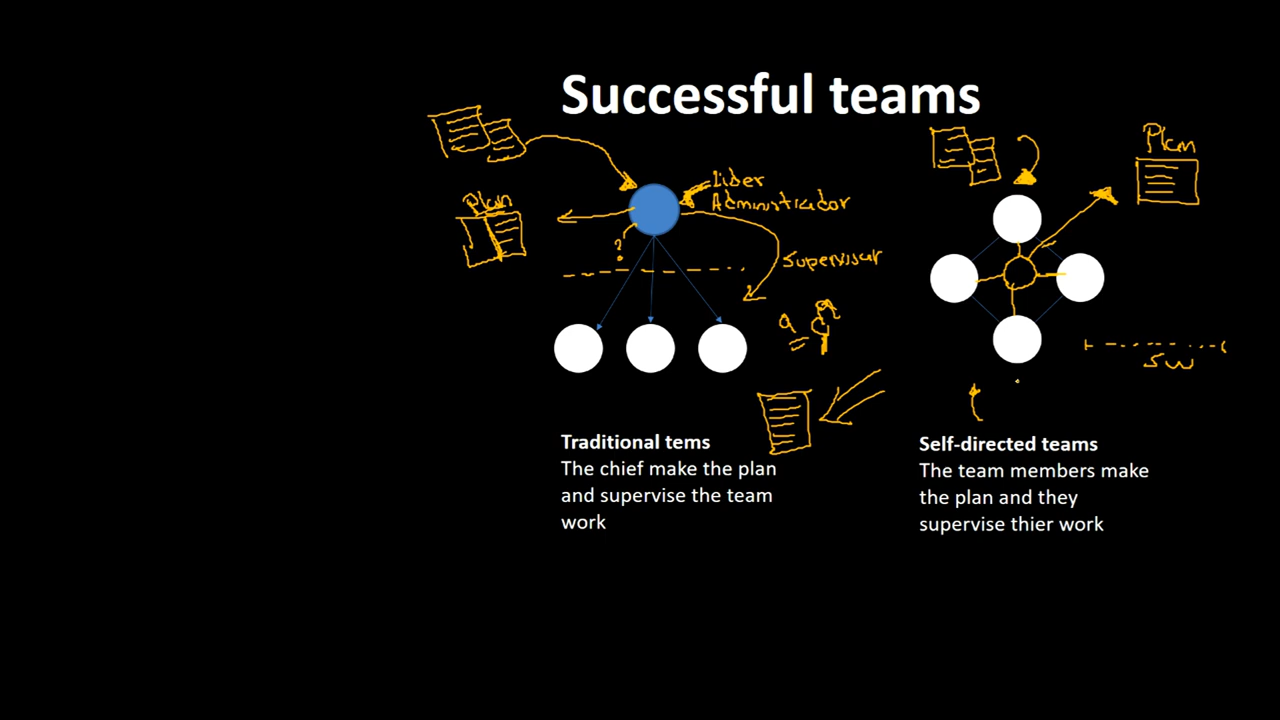 Successful teams
Plan
Lider
Administrador
?
Supervisar
Plan
SW
Traditional tems
The chief make the plan
and supervise the team
work
Self-directed teams
The team members make
the plan and they
supervise thier work